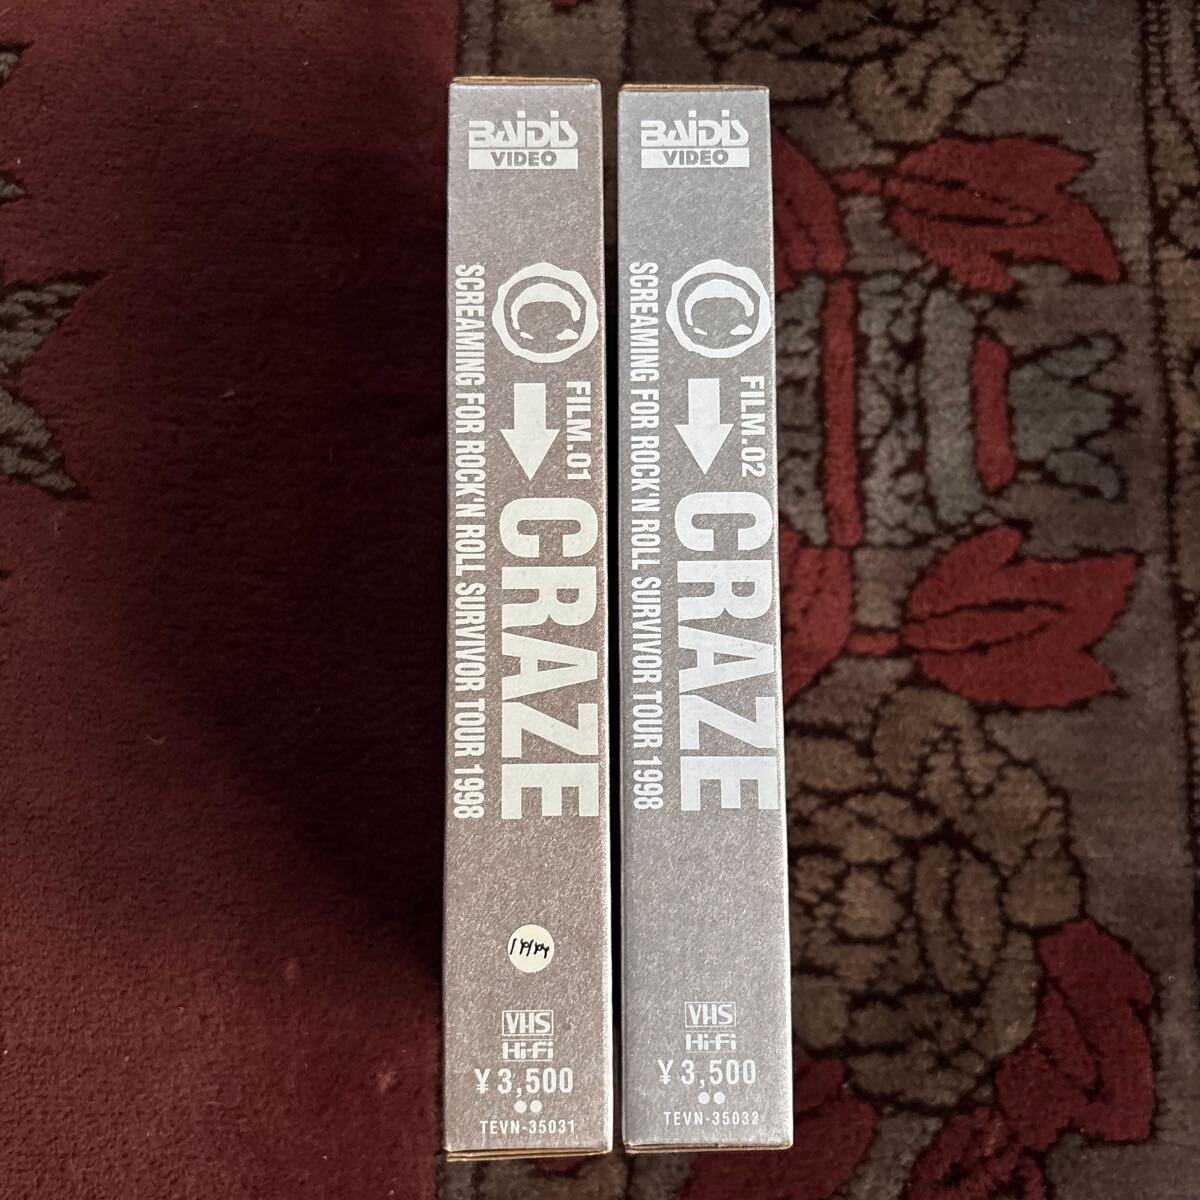 BAiDiS
VIDEO
C
FILM.01
CRAZE
SCREAMING FOR ROCK'N ROLL SURVIVOR TOUR 1998
VHS
Hi-Fi
¥3,500
TEVN-35031
BAiDiS
VIDEO
C
FILM.02
CRAZE
SCREAMING FOR ROCK'N ROLL SURVIVOR TOUR 1998
VHS
Hi-Fi
¥3,500
TEVN-35032